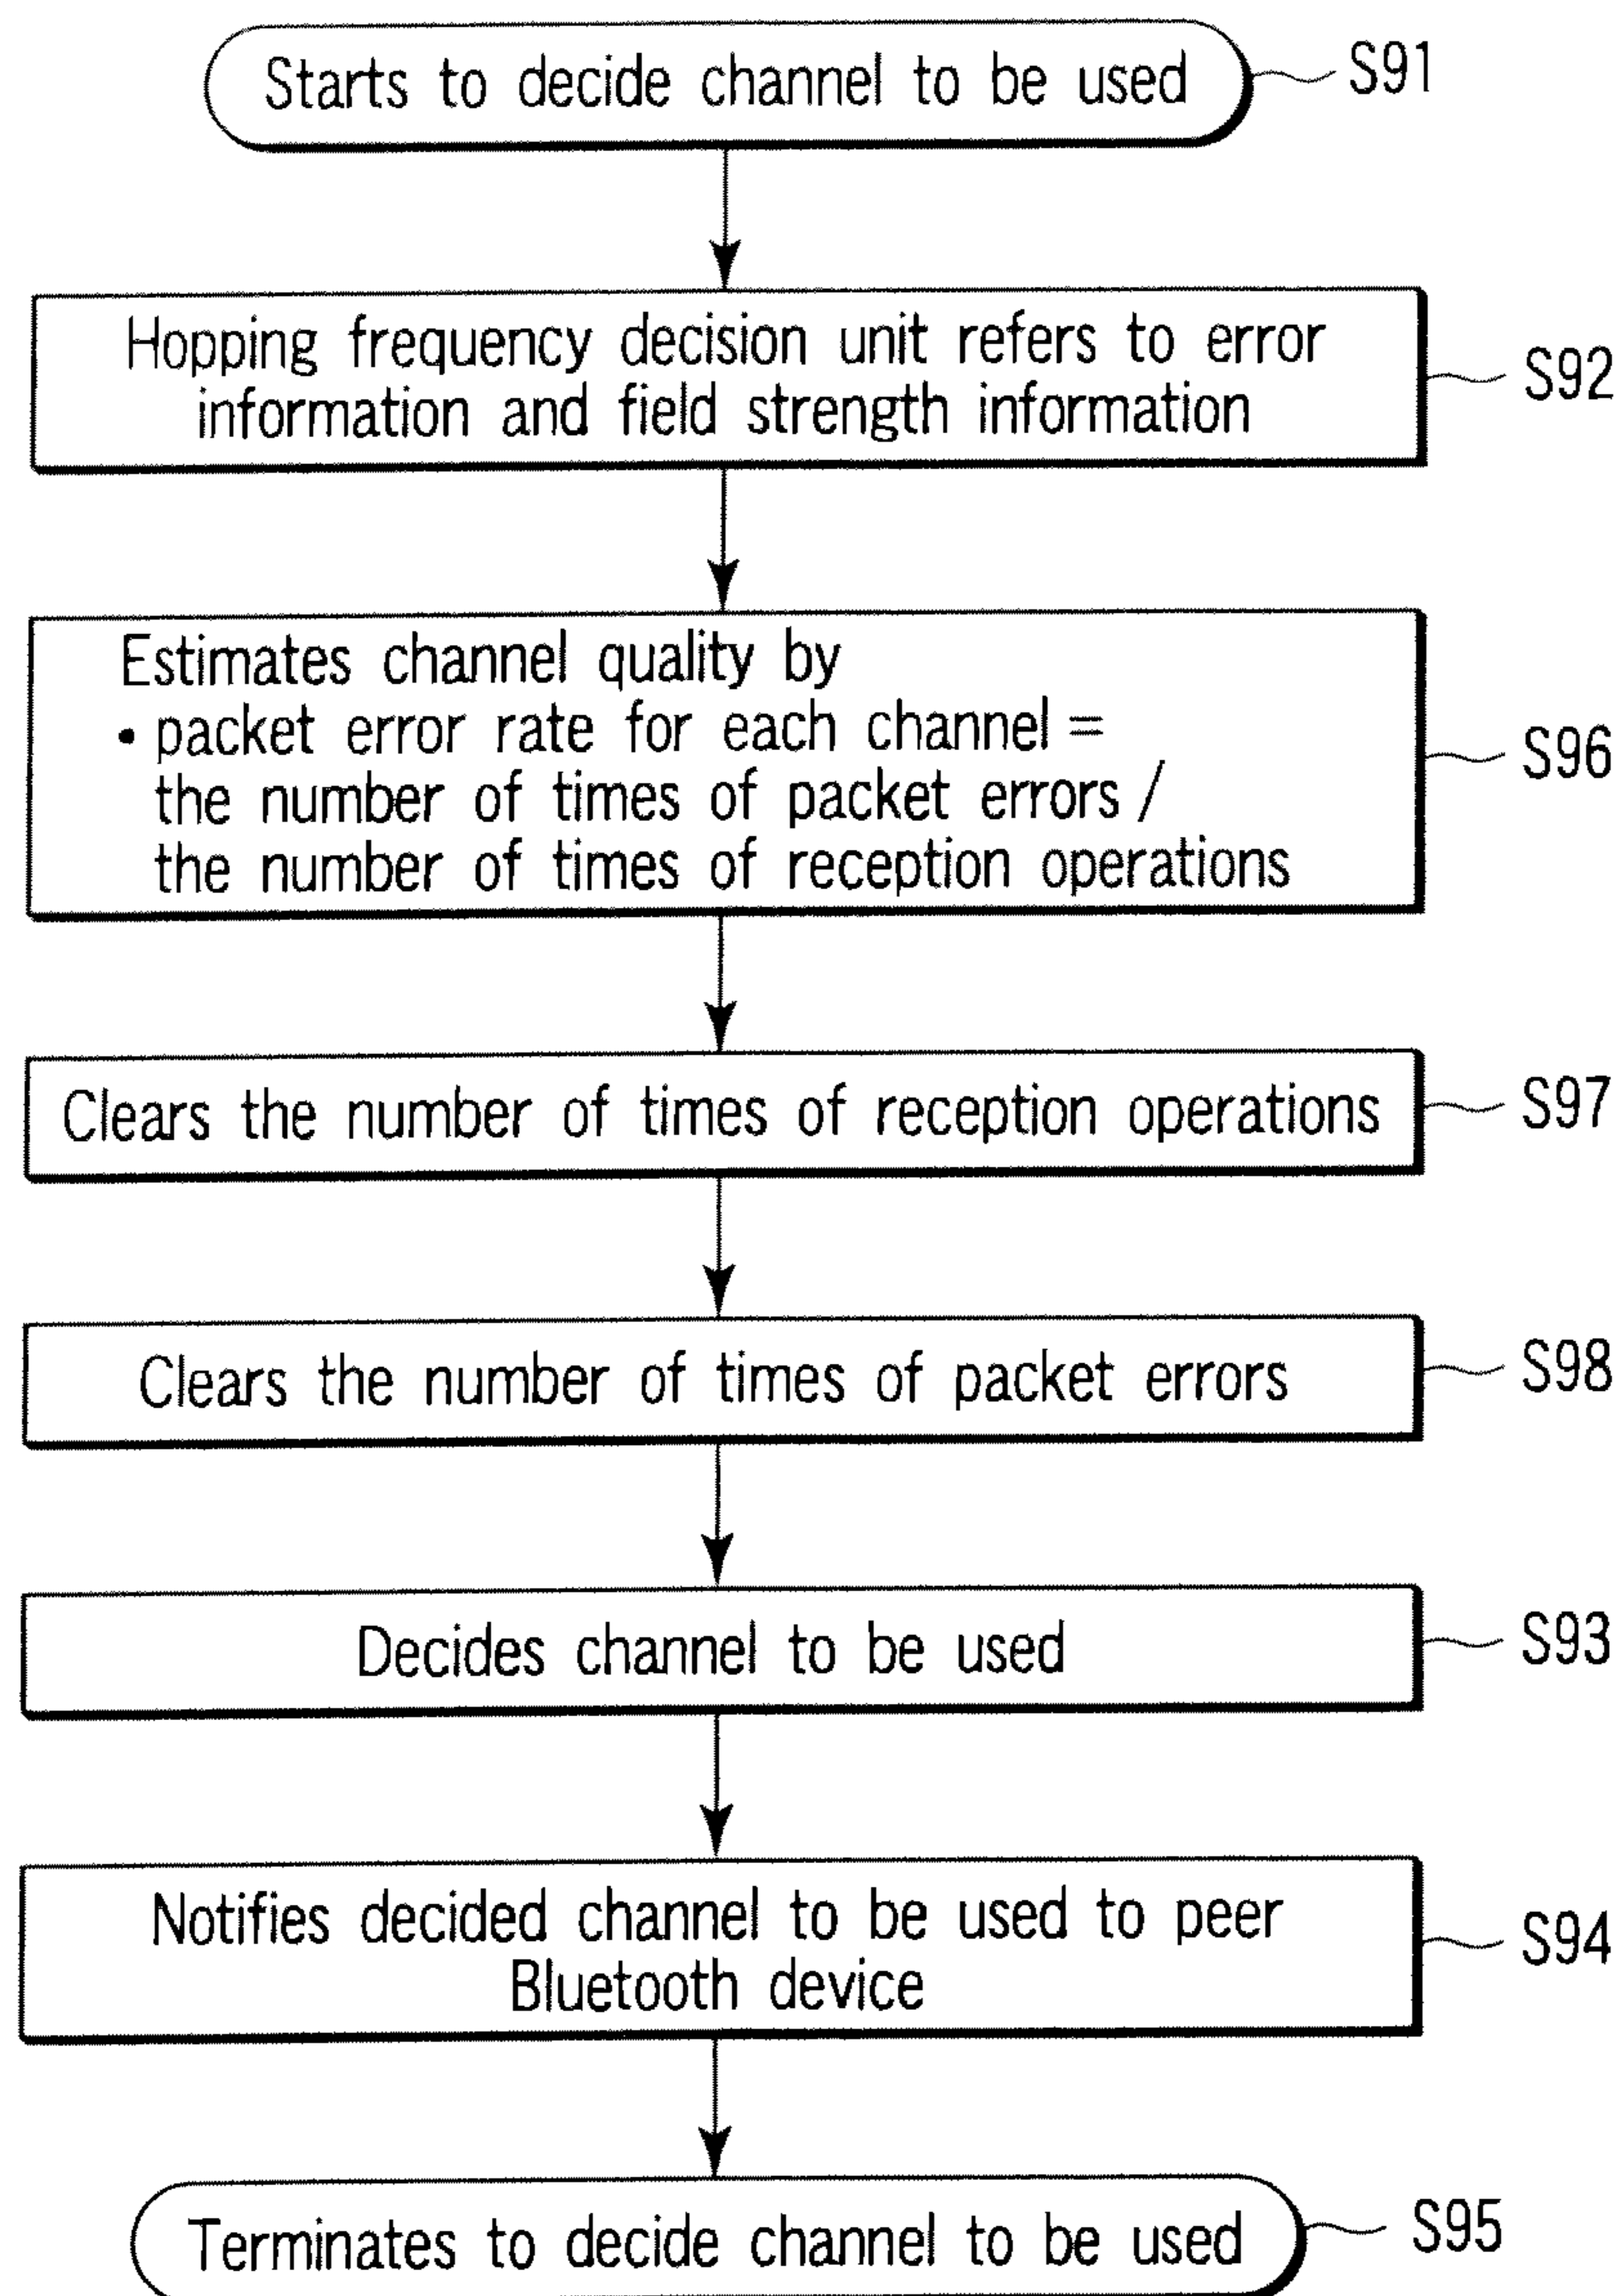 Starts to decide channel to be used
S91
Hopping frequency decision unit refers to error
information and field strength information
S92
Estimates channel quality by
• packet error rate for each channel =
the number of times of packet errors /
the number of times of reception operations
S96
Clears the number of times of reception operations
S97
Clears the number of times of packet errors
S98
Decides channel to be used
S93
Notifies decided channel to be used to peer
Bluetooth device
S94
Terminates to decide channel to be used
S95